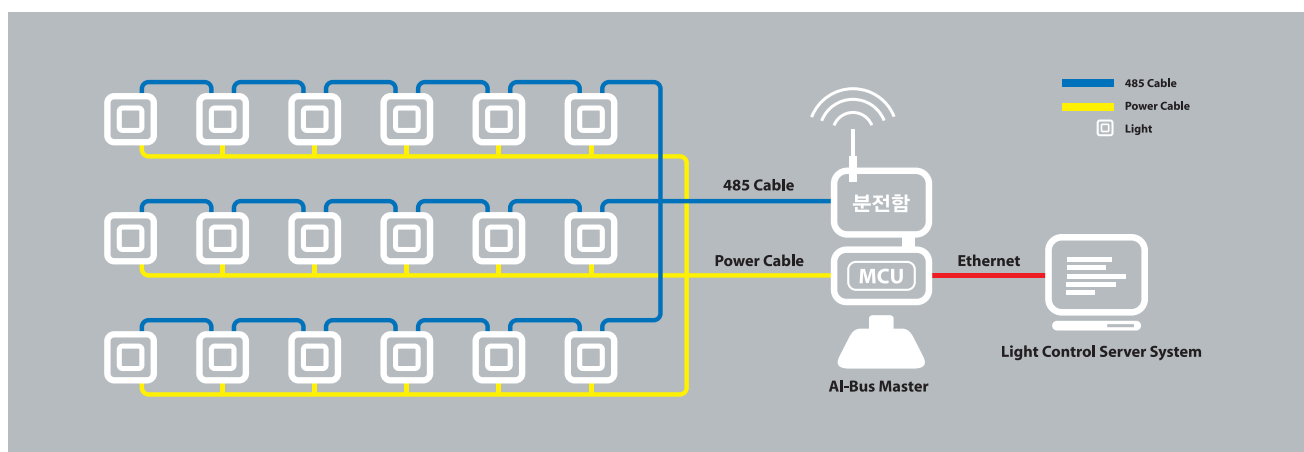 485 Cable
Power Cable
Light
485 Cable
분전함
Power Cable
MCU
Ethernet
Light Control Server System
AI-Bus Master